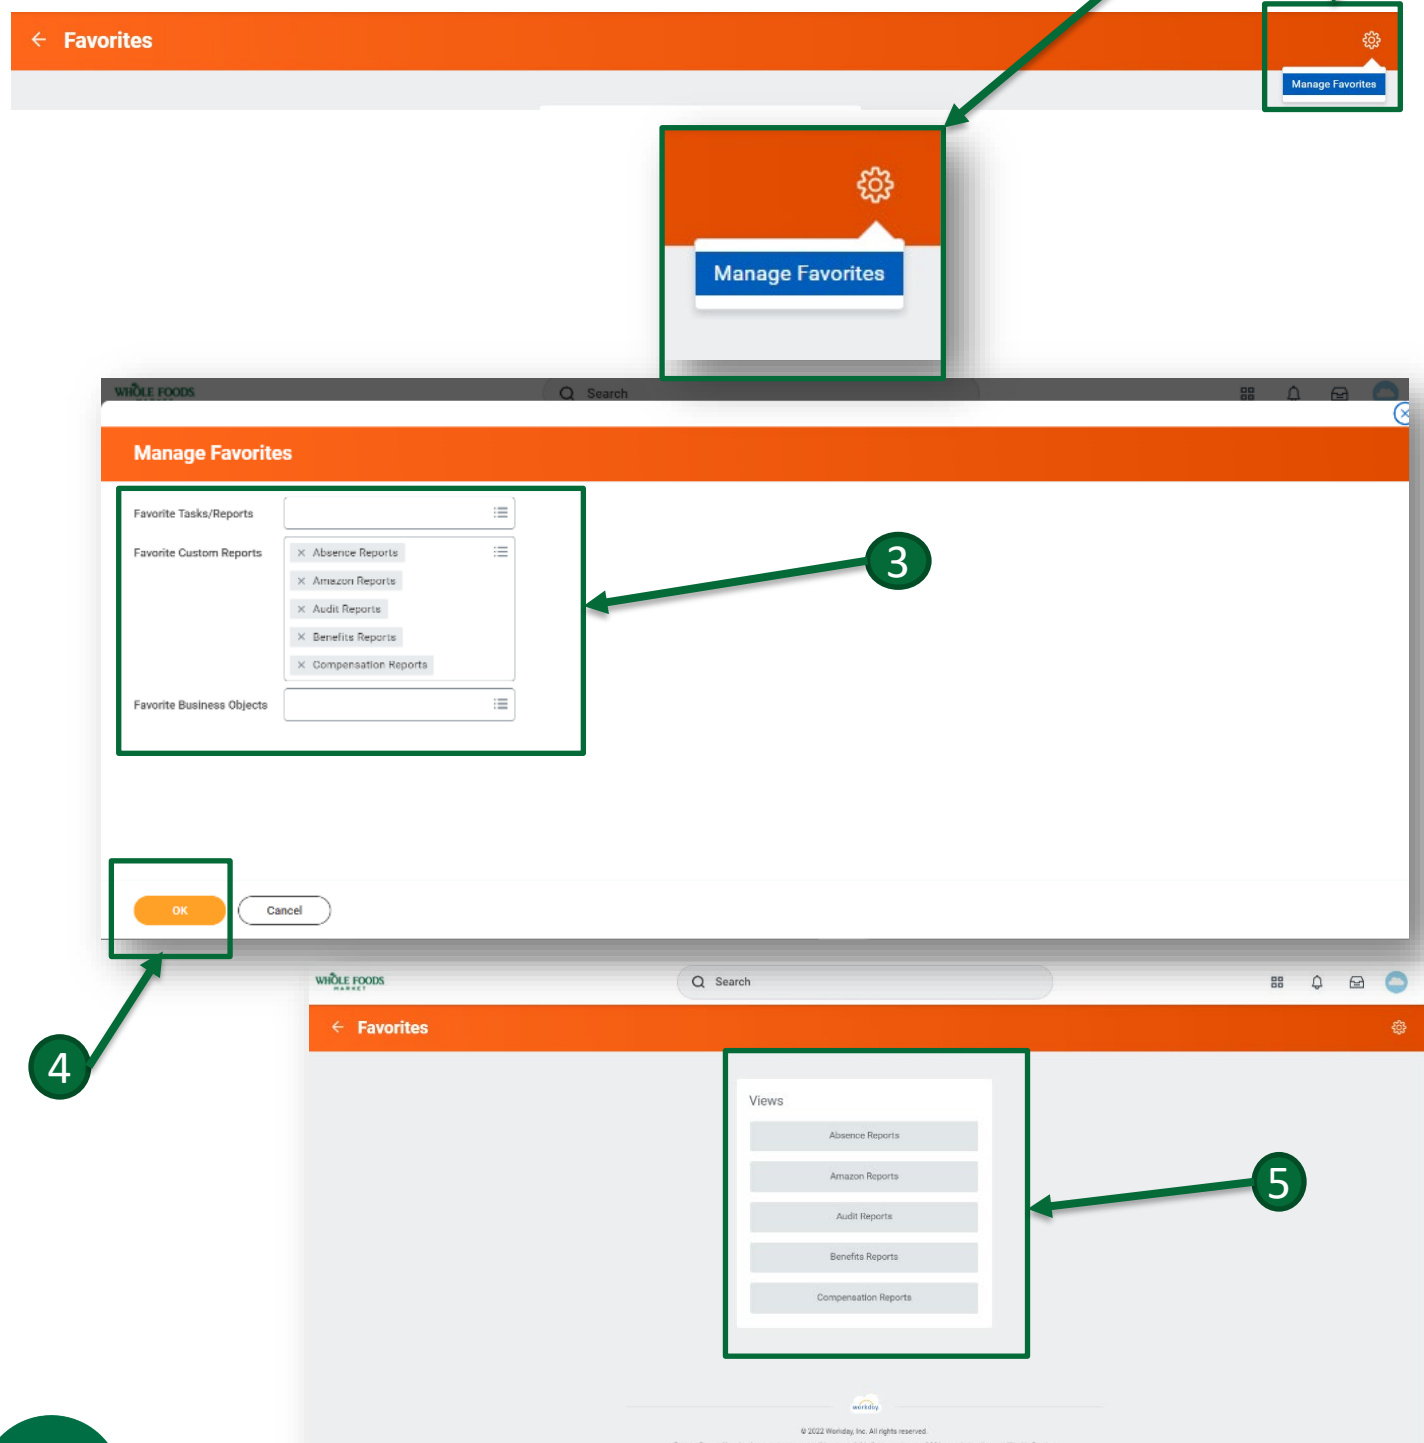 Favorites
Manage Favorites
Manage Favorites
WHOLE FOODS
Search
Manage Favorites
Favorite Tasks/Reports
Favorite Custom Reports
Absence Reports
Amazon Reports
Audit Reports
Benefits Reports
Compensation Reports
Favorite Business Objects
3
OK
Cancel
4
WHOLE FOODS
MARKET
Search
Favorites
Views
Absence Reports
Amazon Reports
Audit Reports
Benefits Reports
Compensation Reports
5
workday
© 2022 Workday, Inc. All rights reserved.